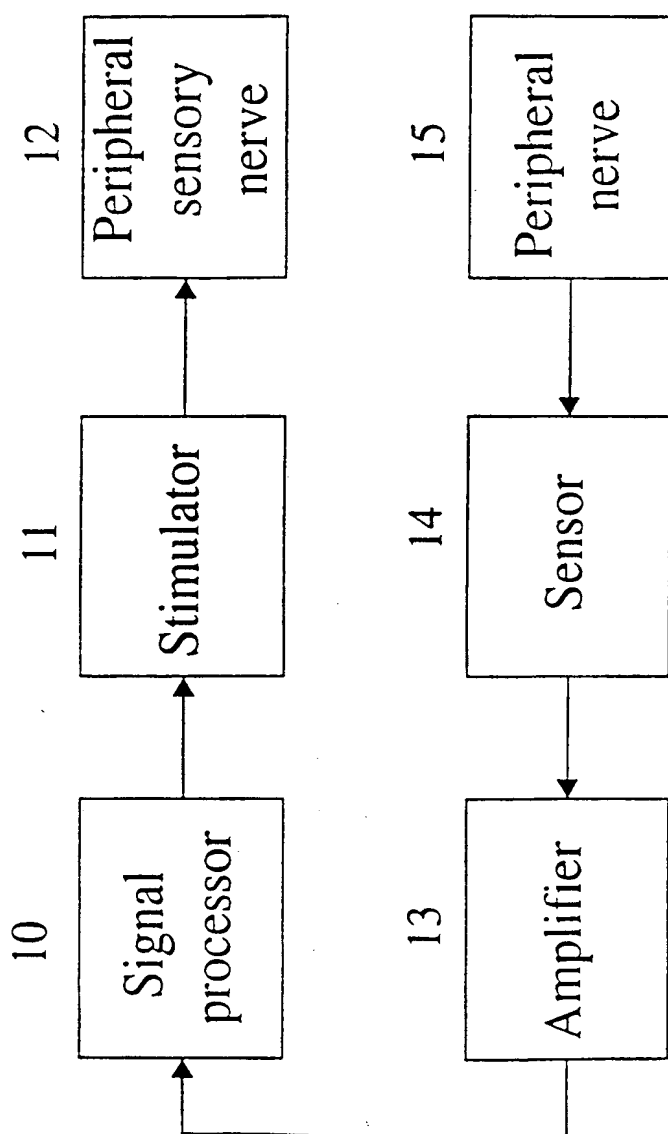 10
Signal
processor
11
Stimulator
12
Peripheral
sensory
nerve
13
Amplifier
14
Sensor
15
Peripheral
nerve